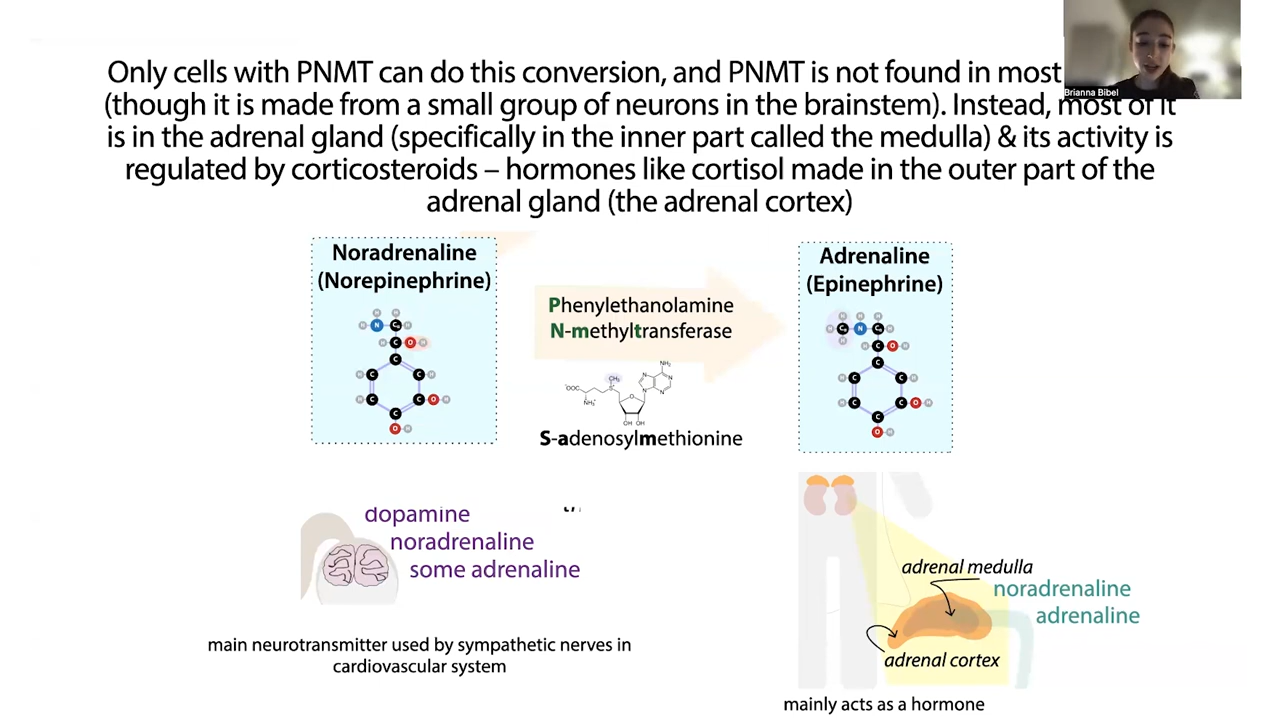 Only cells with PNMT can do this conversion, and PNMT is not found in most
(though it is made from a small group of neurons in the brainstem). Instead, most of it
is in the adrenal gland (specifically in the inner part called the medulla) & its activity is
regulated by corticosteroids – hormones like cortisol made in the outer part of the
adrenal gland (the adrenal cortex)
Brianna Bibel
Noradrenaline
(Norepinephrine)
Phenylethanolamine
N-methyltransferase
S-adenosylmethionine
Adrenaline
(Epinephrine)
dopamine
noradrenaline
some adrenaline
main neurotransmitter used by sympathetic nerves in
cardiovascular system
adrenal medulla
noradrenaline
adrenaline
adrenal cortex
mainly acts as a hormone